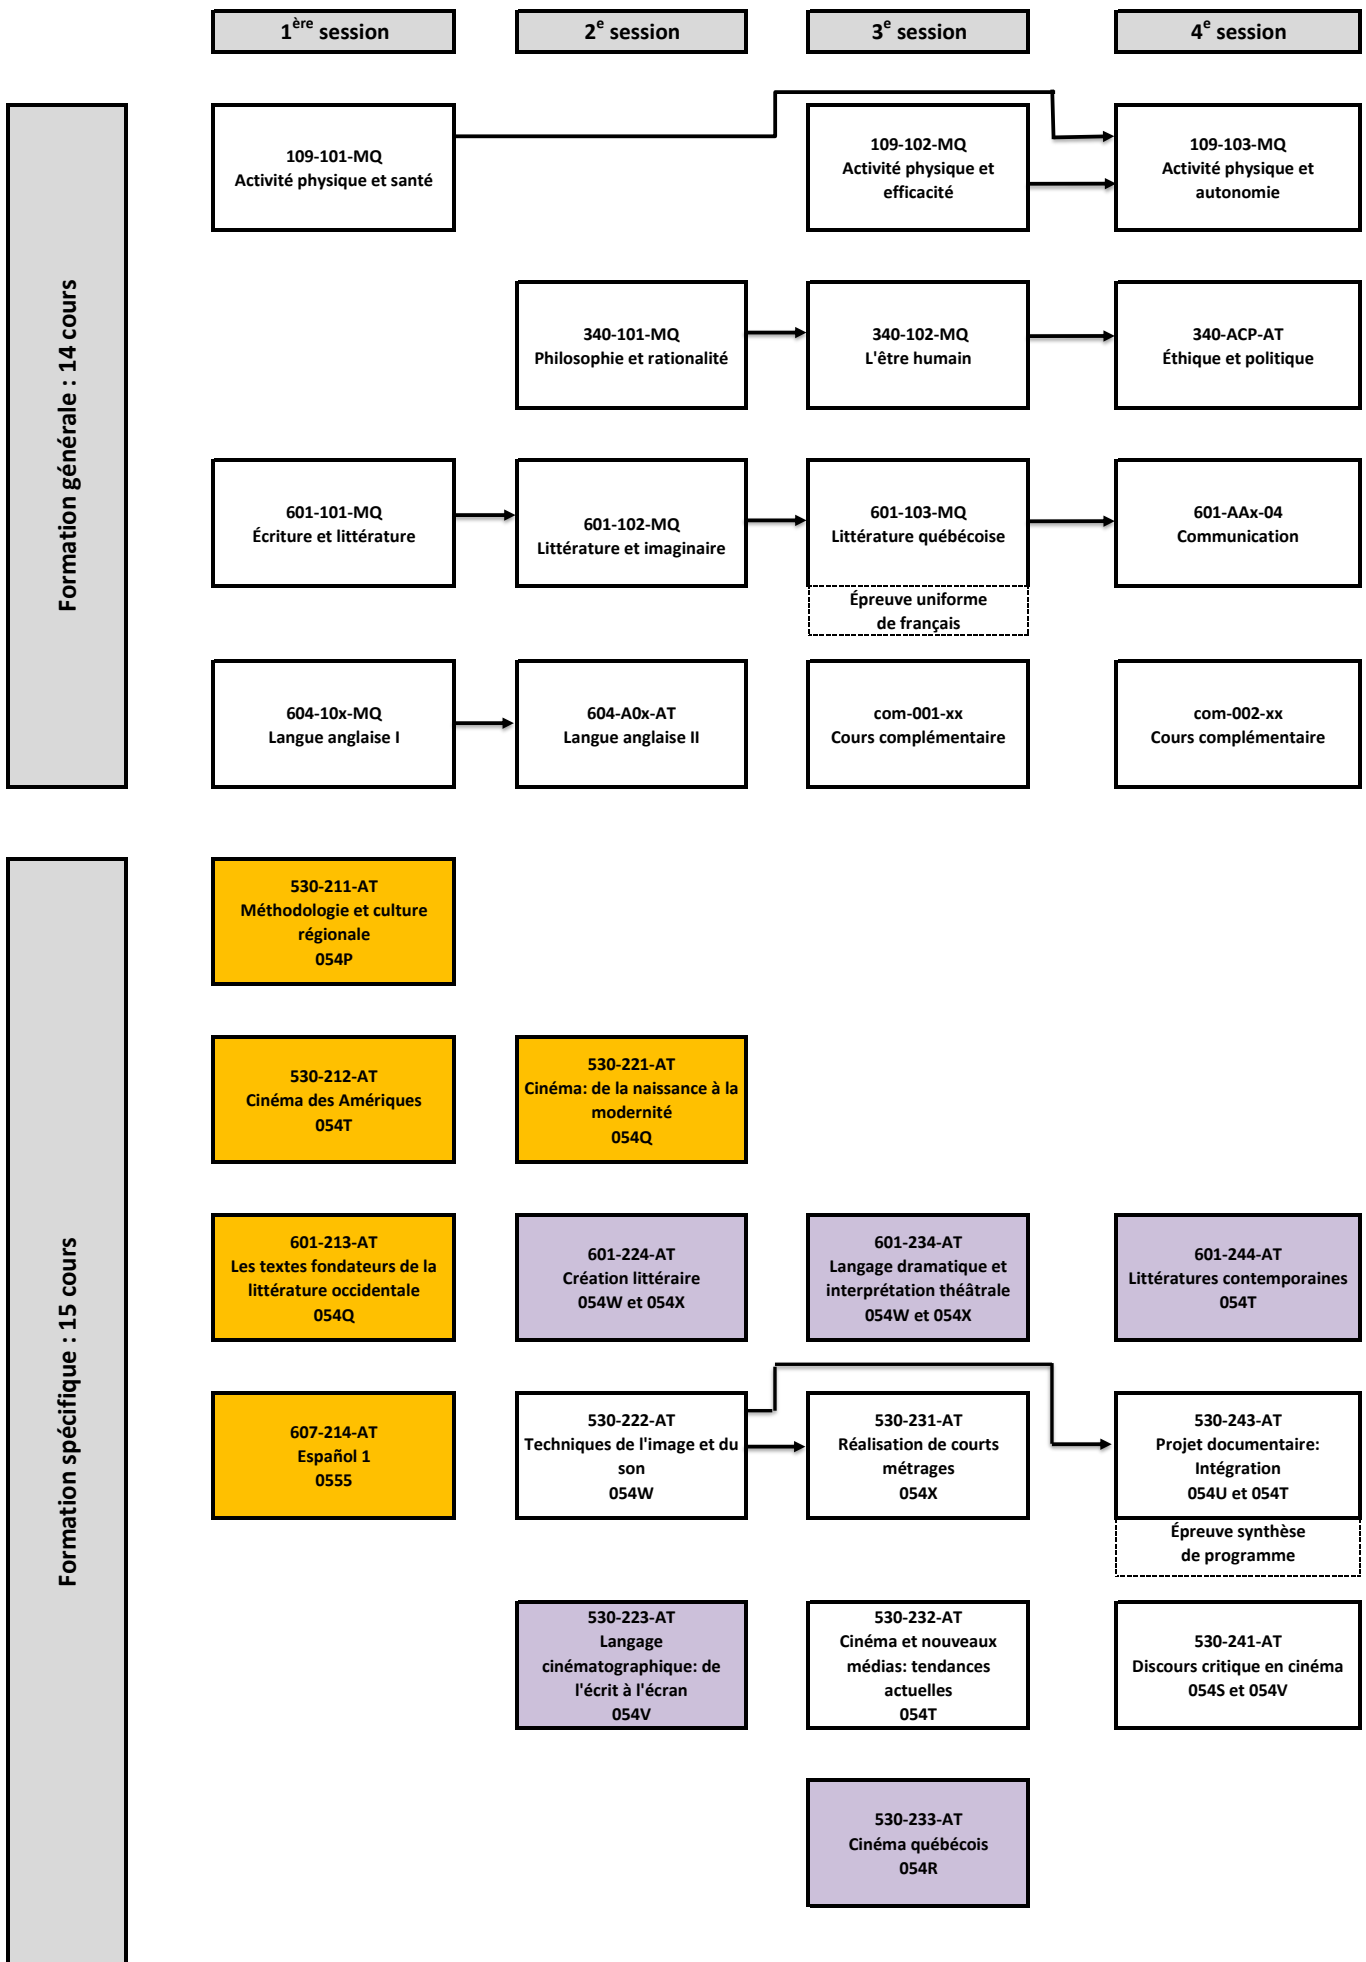 1ère session
2e session
3e session
4e session
Formation générale : 14 cours
109-101-MQ
Activité physique et santé
109-102-MQ
Activité physique et
efficacité
109-103-MQ
Activité physique et
autonomie
340-101-MQ
Philosophie et rationalité
340-102-MQ
L'être humain
340-ACP-AT
Éthique et politique
601-101-MQ
Écriture et littérature
601-102-MQ
Littérature et imaginaire
601-103-MQ
Littérature québécoise
Épreuve uniforme
de français
601-AAx-04
Communication
604-10x-MQ
Langue anglaise I
604-A0x-AT
Langue anglaise II
com-001-xx
Cours complémentaire
com-002-xx
Cours complémentaire
Formation spécifique : 15 cours
530-211-AT
Méthodologie et culture
régionale
054P
530-212-AT
Cinéma des Amériques
054T
530-221-AT
Cinéma: de la naissance à la
modernité
054Q
601-213-AT
Les textes fondateurs de la
littérature occidentale
054Q
601-224-AT
Création littéraire
054W et 054X
601-234-AT
Langage dramatique et
interprétation théâtrale
054W et 054X
601-244-AT
Littératures contemporaines
054T
607-214-AT
Español 1
0555
530-222-AT
Techniques de l'image et du
son
054W
530-231-AT
Réalisation de courts
métrages
054X
530-243-AT
Projet documentaire:
Intégration
054U et 054T
Épreuve synthèse
de programme
530-223-AT
Langage
cinématographique: de
l'écrit à l'écran
054V
530-232-AT
Cinéma et nouveaux
médias: tendances
actuelles
054T
530-241-AT
Discours critique en cinéma
054S et 054V
530-233-AT
Cinéma québécois
054R